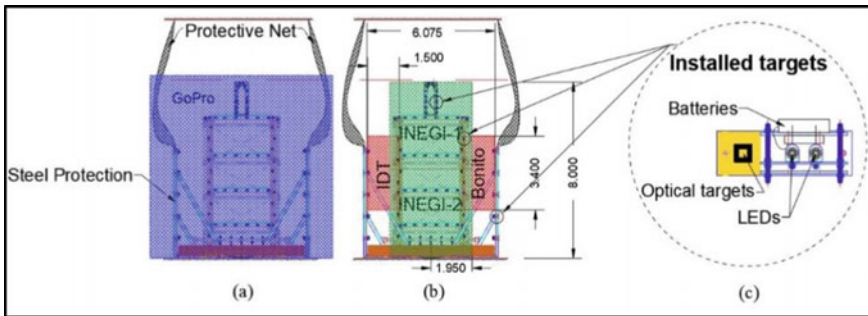 Protective Net
GoPro
Steel Protection
(a)
6.075
1.500
INEGI-1
IDT
Bonito
INEGI-2
3.400
8.000
1.950
(b)
Installed targets
Batteries
Optical targets
LEDs
(c)